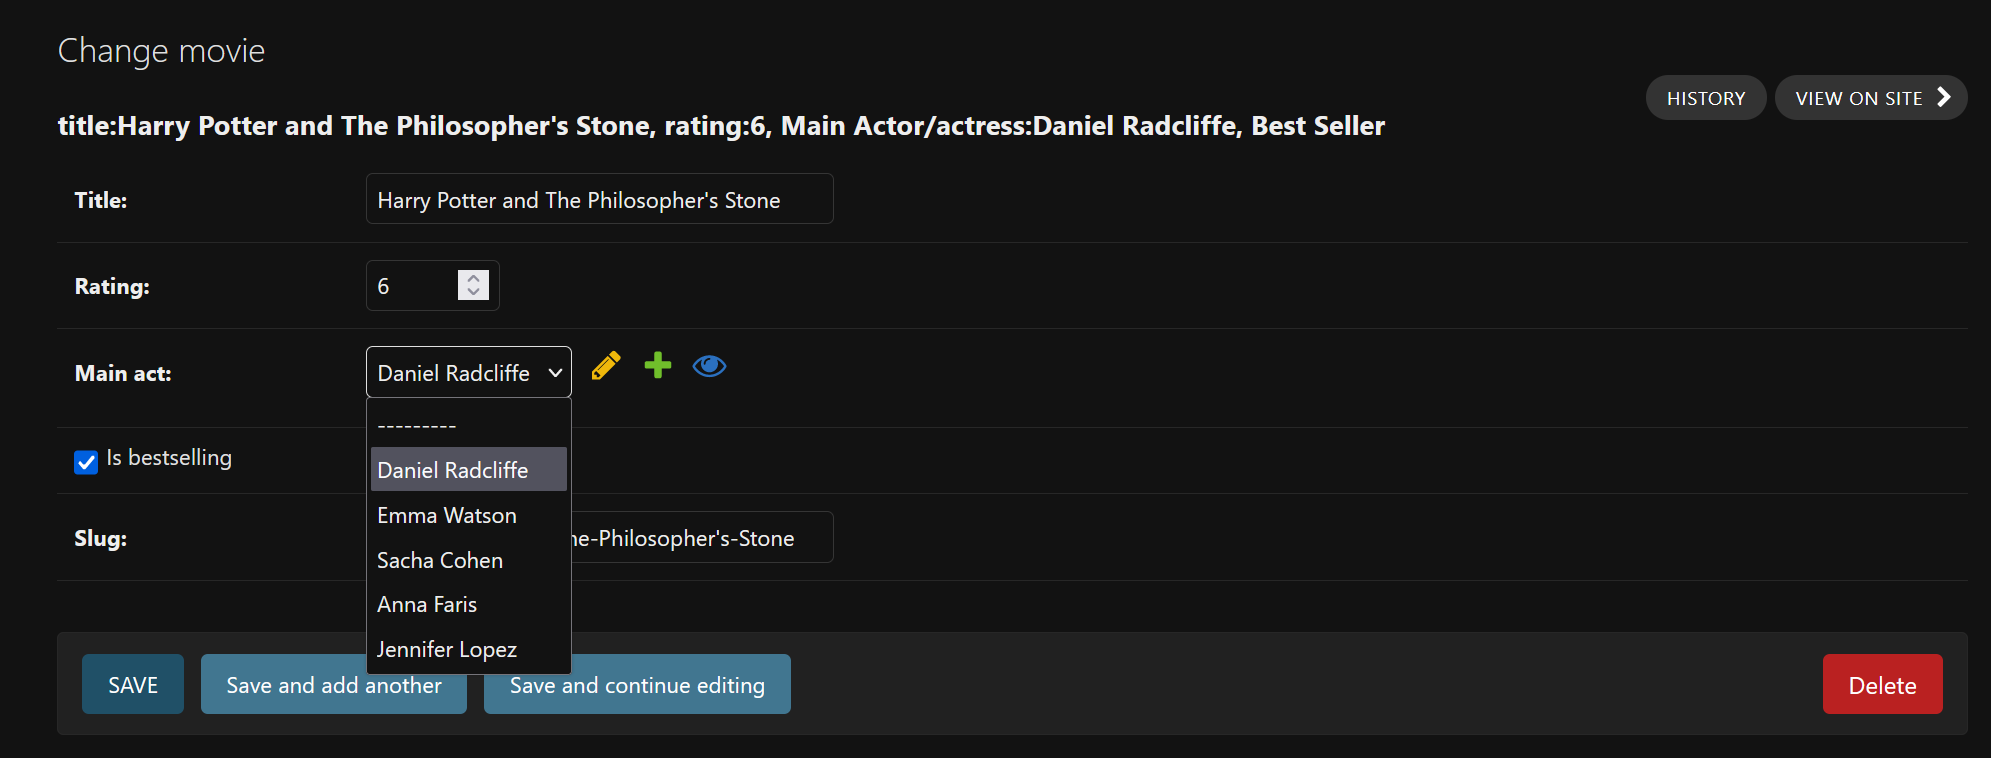 Change movie
HISTORY
VIEW ON SITE
title:Harry Potter and The Philosopher's Stone, rating:6, Main Actor/actress:Daniel Radcliffe, Best Seller
Title:
Harry Potter and The Philosopher's Stone
Rating:
6
Main act:
Daniel Radcliffe
---------
Daniel Radcliffe
Emma Watson
Sacha Cohen
Anna Faris
Jennifer Lopez
Is bestselling
Slug:
-Philosopher's-Stone
SAVE
Save and add another
Save and continue editing
Delete